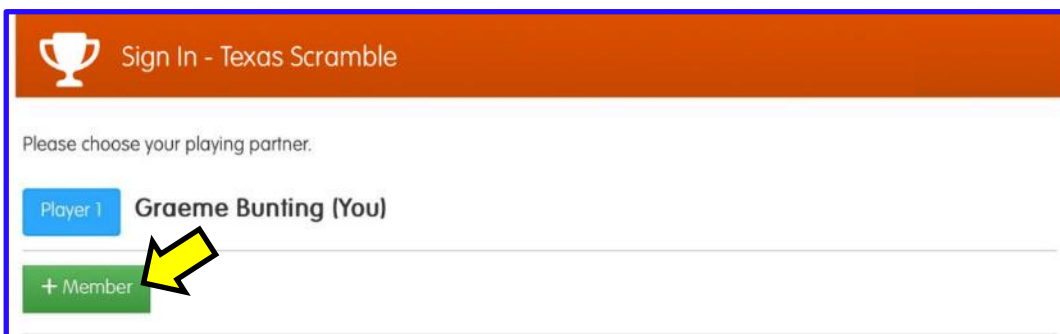 Sign In - Texas Scramble
Please choose your playing partner.
Player 1 Graeme Bunting (You)
+ Member